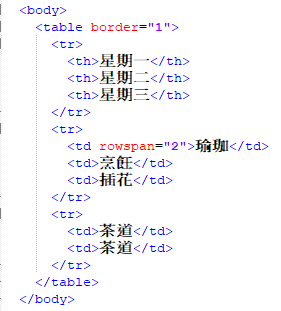 <body>
<table border="1">
<tr>
<th>星期一</th>
<th>星期二</th>
<th>星期三</th>
</tr>
<tr>
<td rowspan="2">瑜珈</td>
<td>烹飪</td>
<td>插花</td>
</tr>
<tr>
<td>茶道</td>
<td>茶道</td>
</tr>
</table>
</body>